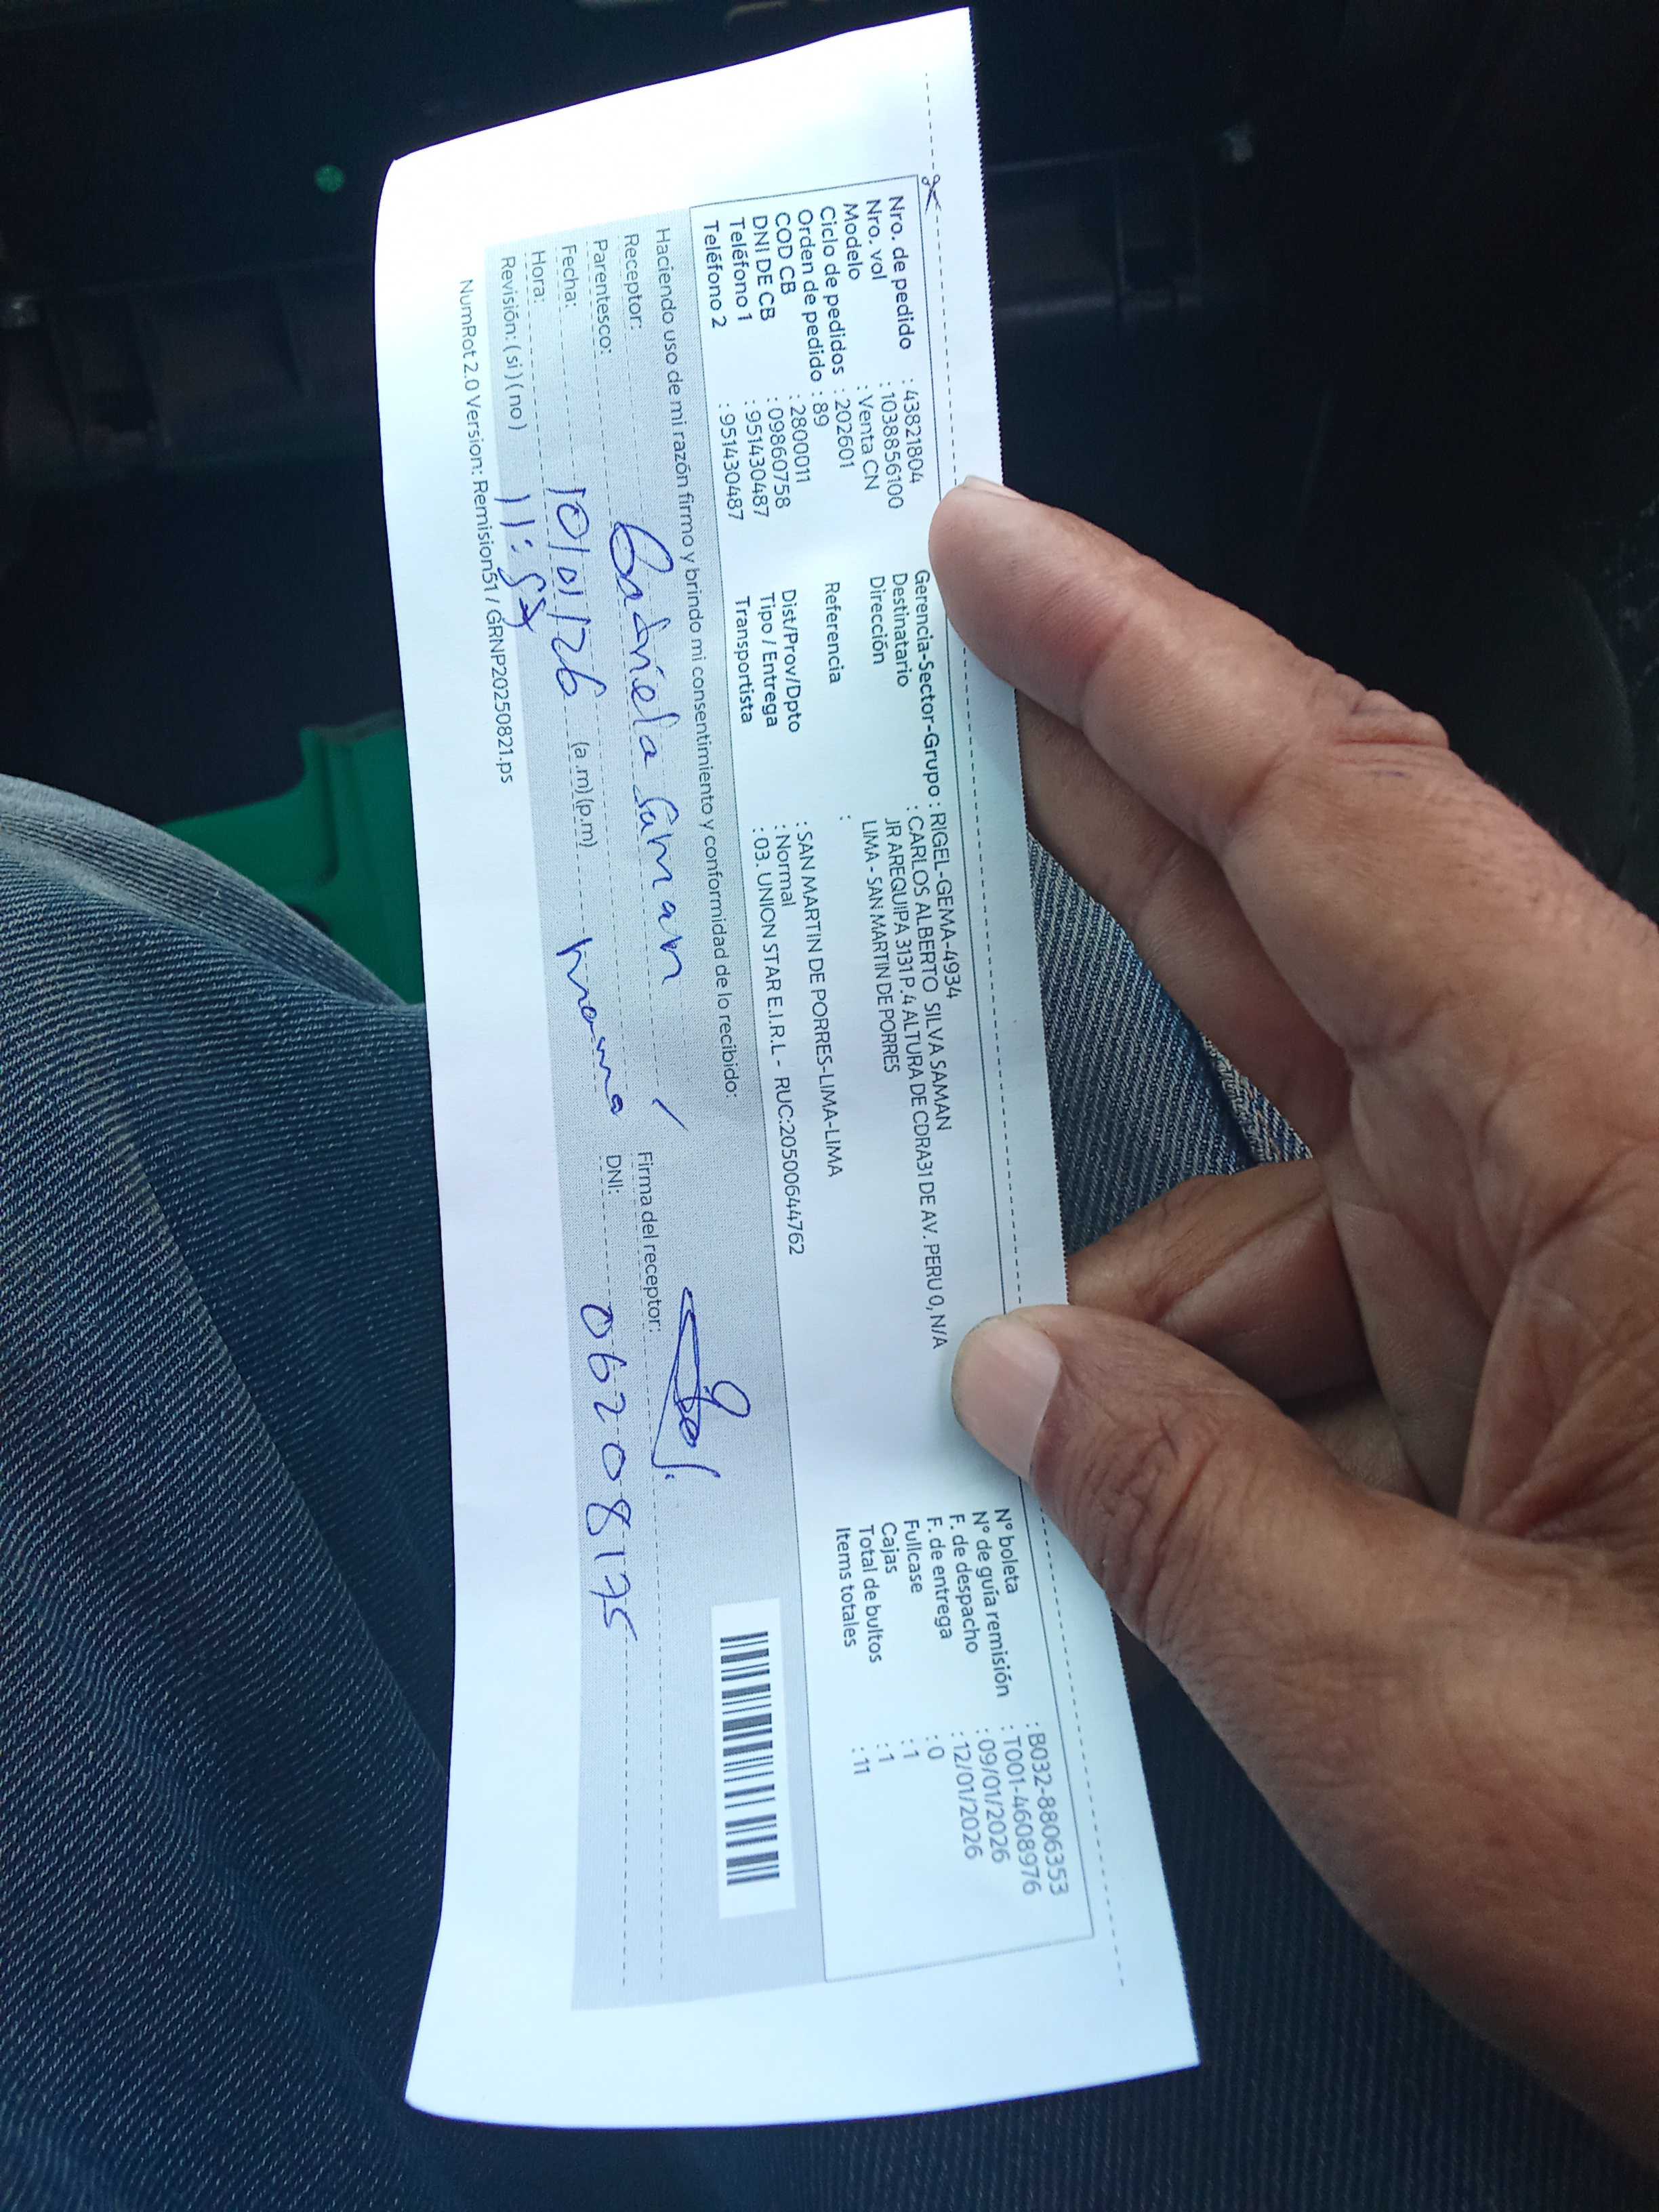 Nro. de pedido : 43821804
Nro. vol : 1038856100
Modelo : Venta CN
Ciclo de pedidos : 202601
Orden de pedido : 89
COD CB : 2800011
DNI DE CB : 09860758
Teléfono 1 : 951430487
Teléfono 2 : 951430487
Gerencia-Sector-Grupo : RIGEL-GEMA-4934
Destinatario : CARLOS ALBERTO SILVA SAMAN
Dirección JR AREQUIPA 3131 P.4 ALTURA DE CDRA31 DE AV. PERU 0, N/A
LIMA - SAN MARTIN DE PORRES
Referencia :
Dist/Prov/Dpto : SAN MARTIN DE PORRES-LIMA-LIMA
Tipo / Entrega : Normal
Transportista : 03. UNION STAR E.I.R.L - RUC:20500644762
N° boleta : B032-8806353
N° de guía remisión : T001-4608976
F. de despacho : 09/01/2026
F. de entrega : 12/01/2026
Fullcase : 0
Cajas : 1
Total de bultos : 1
Items totales : 11
Haciendo uso de mi razón firmo y brindo mi consentimiento y conformidad de lo recibido:
Receptor: Gabriela Saman Firma del receptor:
Parentesco: mama DNI: 06208175
Fecha: 10/01/26
Hora: 11:57 (a .m) (p.m)
Revisión: ( si ) ( no )
NumRot 2.0 Version: Remision51 / GRNP20250821.ps